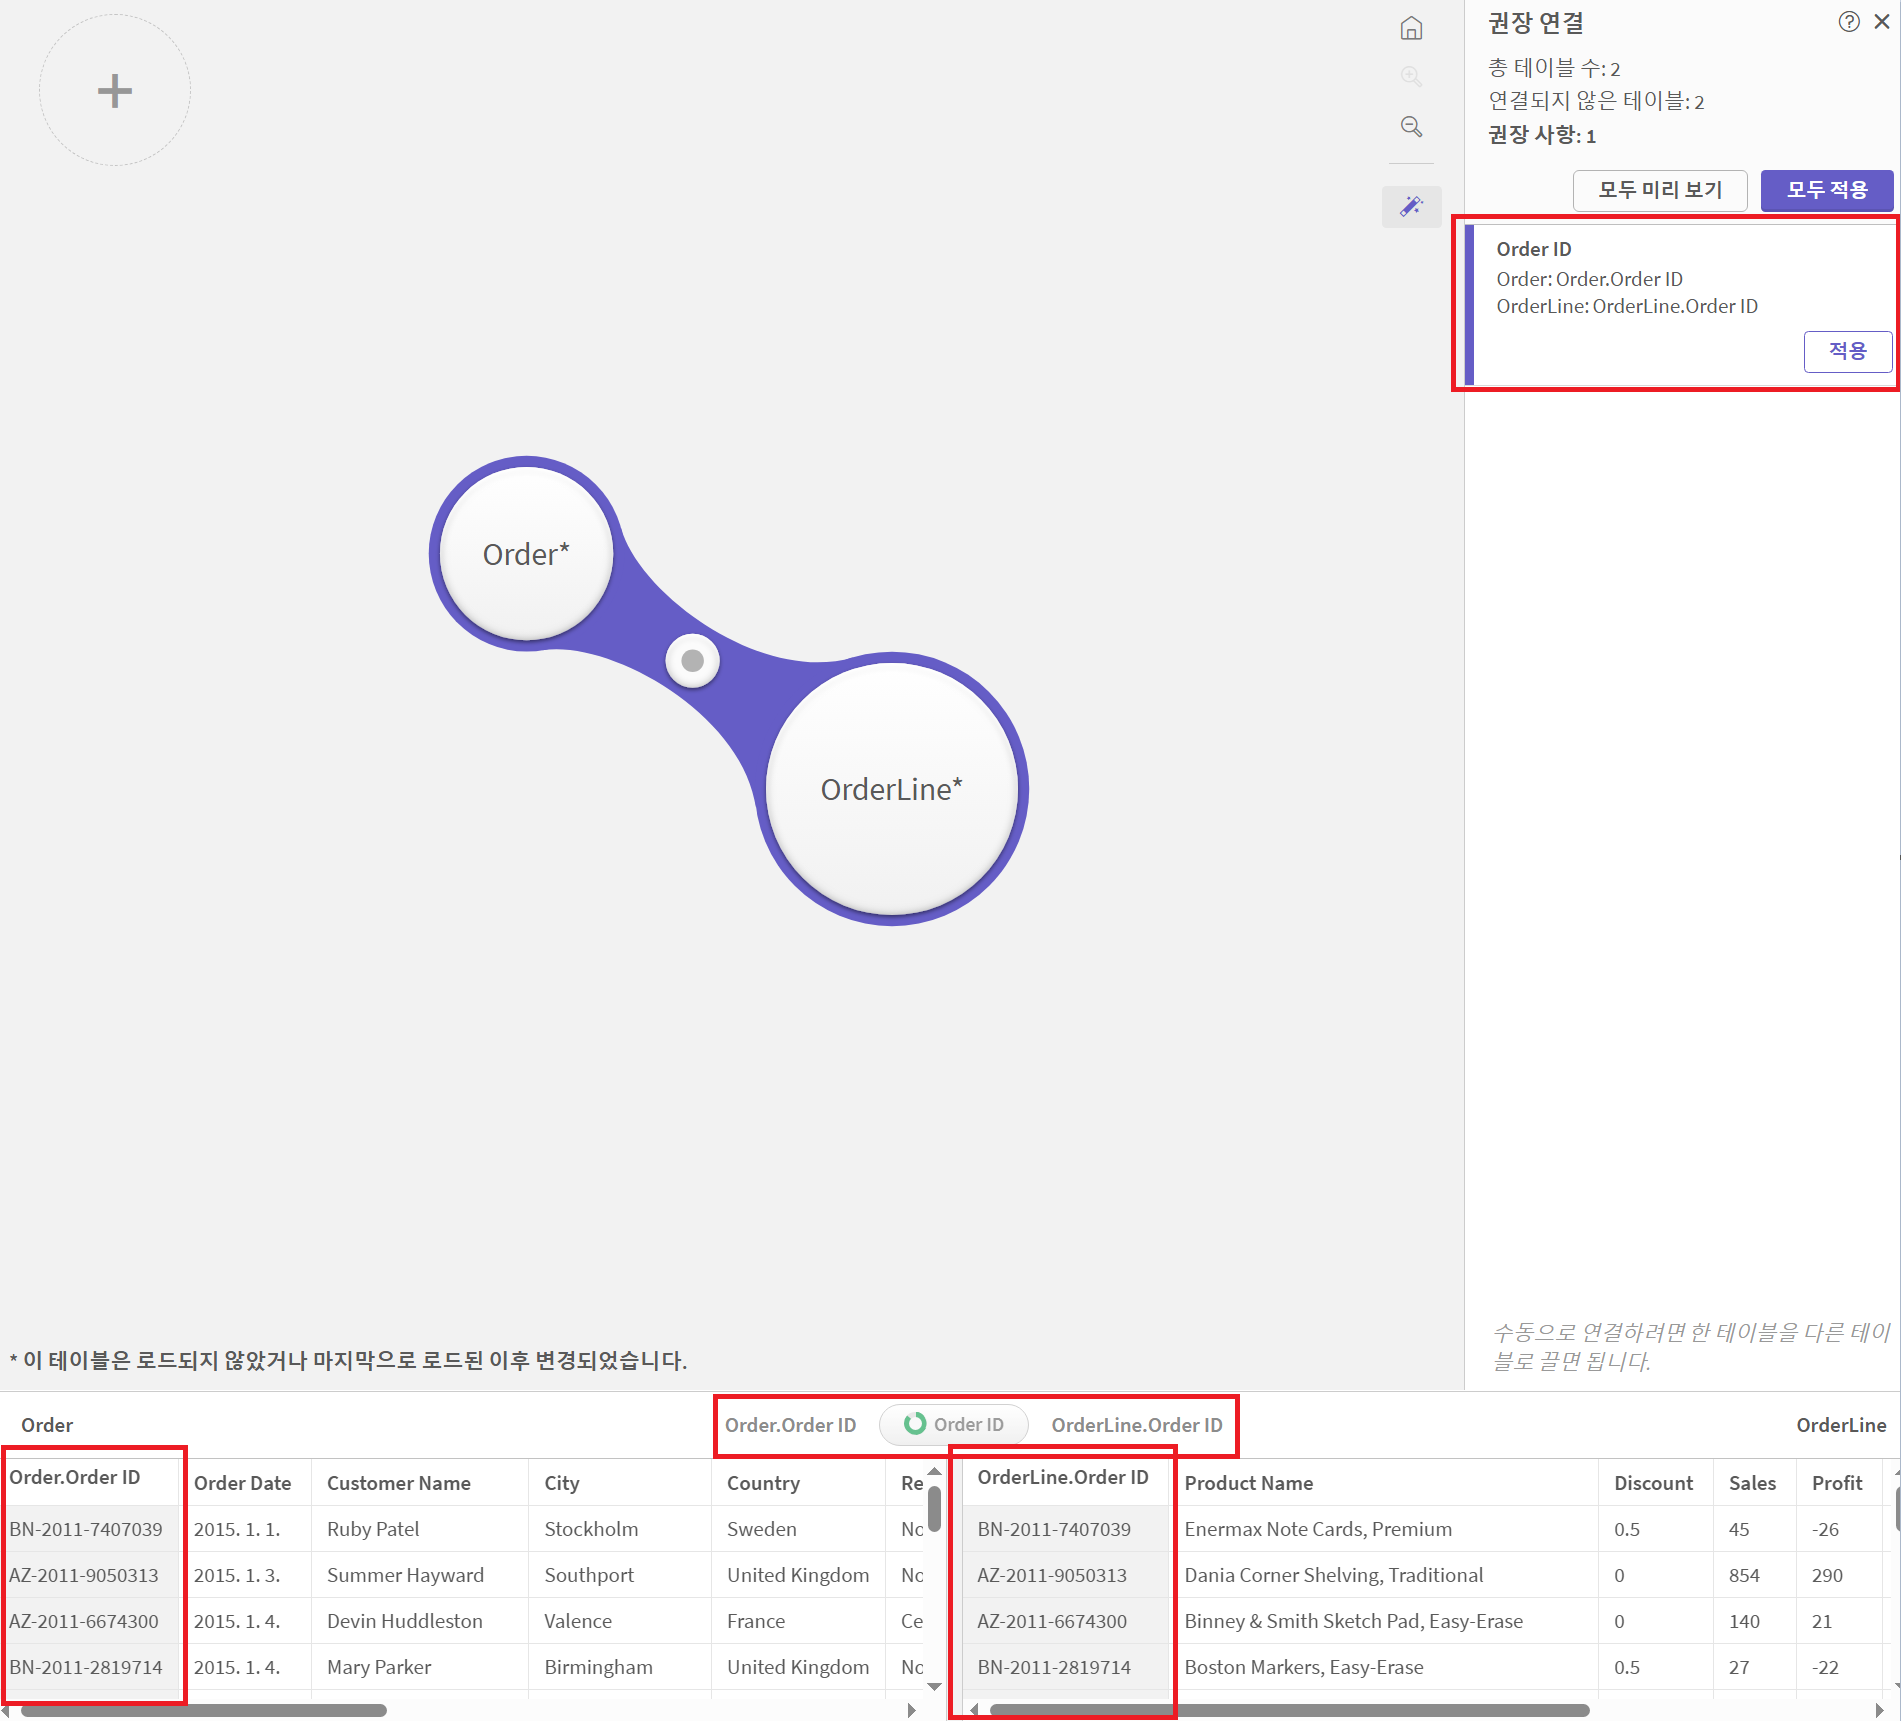 권장 연결
총 테이블 수: 2
연결되지 않은 테이블: 2
권장 사항: 1
모두 미리 보기
모두 적용
Order ID
Order: Order.Order ID
OrderLine: OrderLine.Order ID
적용
Order*
OrderLine*
수동으로 연결하려면 한 테이블을 다른 테이
블로 끌면 됩니다.
* 이 테이블은 로드되지 않았거나 마지막으로 로드된 이후 변경되었습니다.
Order
Order.Order ID Order ID OrderLine.Order ID
OrderLine
Order.Order ID Order Date Customer Name City Country Re
BN-2011-7407039 2015. 1. 1. Ruby Patel Stockholm Sweden No
AZ-2011-9050313 2015. 1. 3. Summer Hayward Southport United Kingdom No
AZ-2011-6674300 2015. 1. 4. Devin Huddleston Valence France Ce
BN-2011-2819714 2015. 1. 4. Mary Parker Birmingham United Kingdom No
OrderLine.Order ID Product Name Discount Sales Profit
BN-2011-7407039 Enermax Note Cards, Premium 0.5 45 -26
AZ-2011-9050313 Dania Corner Shelving, Traditional 0 854 290
AZ-2011-6674300 Binney & Smith Sketch Pad, Easy-Erase 0 140 21
BN-2011-2819714 Boston Markers, Easy-Erase 0.5 27 -22